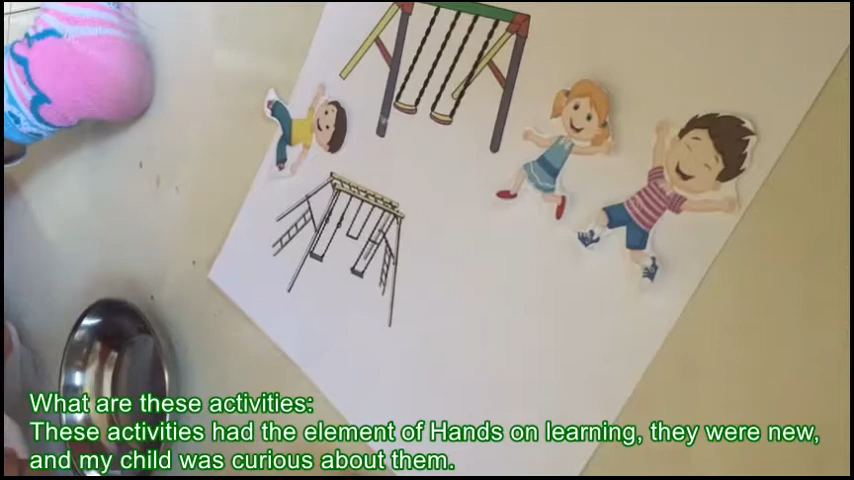 What are these activities:
These activities had the element of Hands on learning, they were new,
and my child was curious about them.